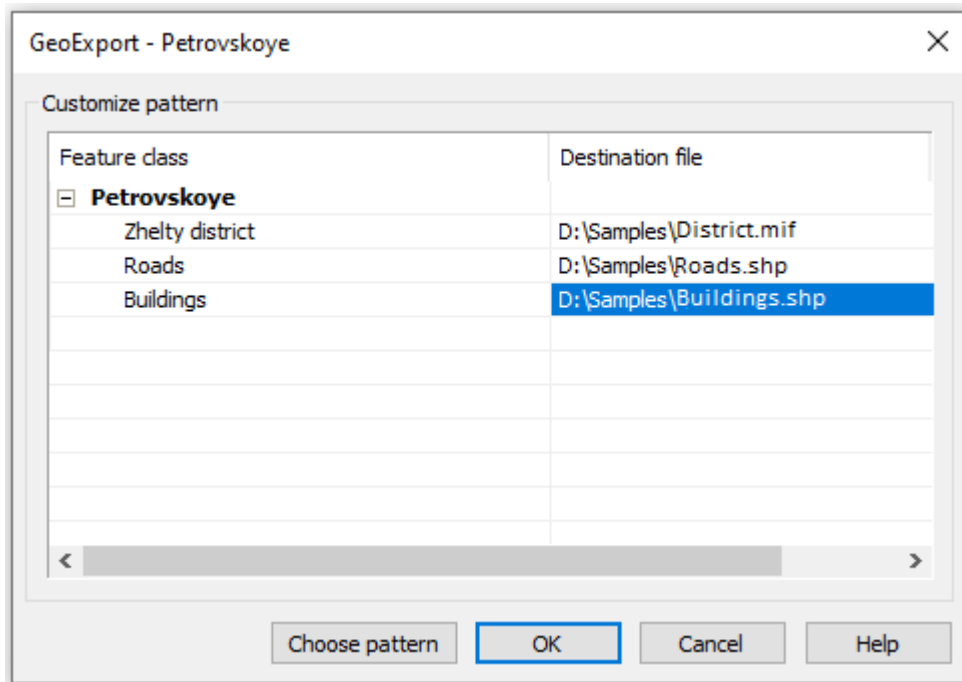 GeoExport - Petrovskoye
Customize pattern
Feature class Destination file
Petrovskoye
Zhelty district D:\Samples\District.mif
Roads D:\Samples\Roads.shp
Buildings D:\Samples\Buildings.shp
Choose pattern OK Cancel Help